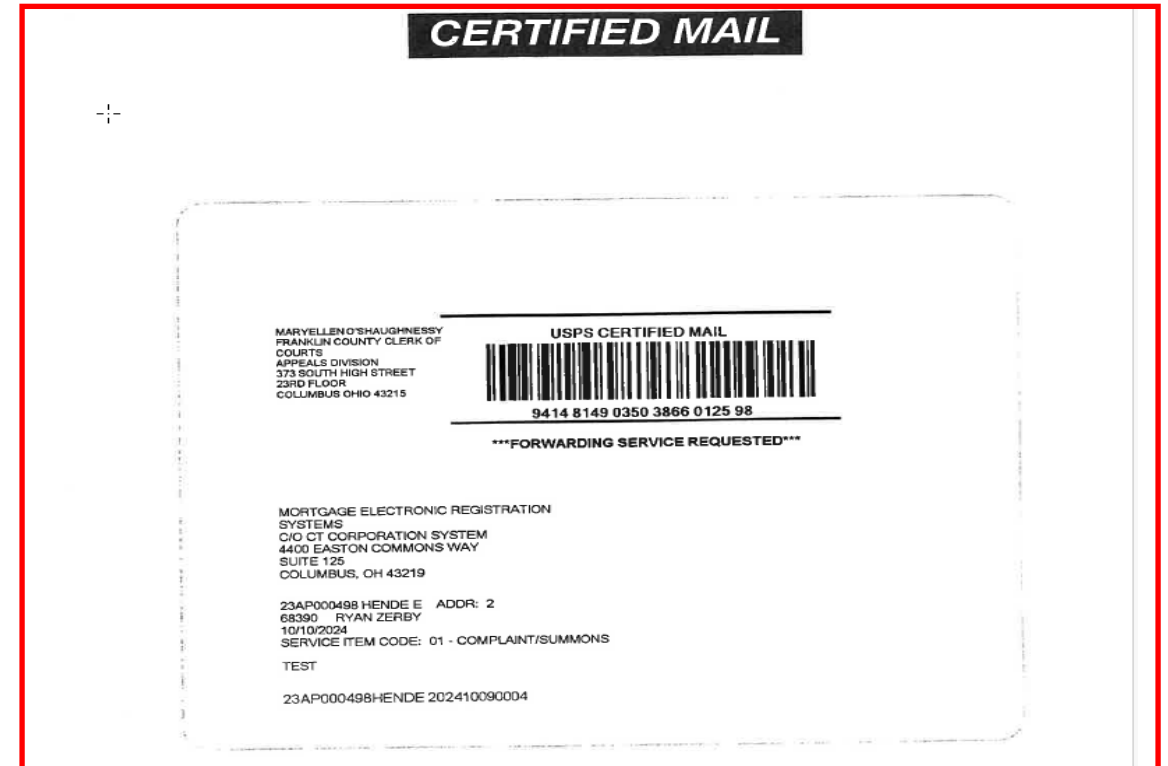 CERTIFIED MAIL
MARYELLEN O'SHAUGHNESSY
FRANKLIN COUNTY CLERK OF
COURTS
APPEALS DIVISION
373 SOUTH HIGH STREET
23RD FLOOR
COLUMBUS OHIO 43215
USPS CERTIFIED MAIL
9414 8149 0350 3866 0125 98
***FORWARDING SERVICE REQUESTED***
MORTGAGE ELECTRONIC REGISTRATION
SYSTEMS
C/O CT CORPORATION SYSTEM
4400 EASTON COMMONS WAY
SUITE 125
COLUMBUS, OH 43219
23AP000498 HENDE E ADDR: 2
68390 RYAN ZERBY
10/10/2024
SERVICE ITEM CODE: 01 - COMPLAINT/SUMMONS
TEST
23AP000498HENDE 202410090004